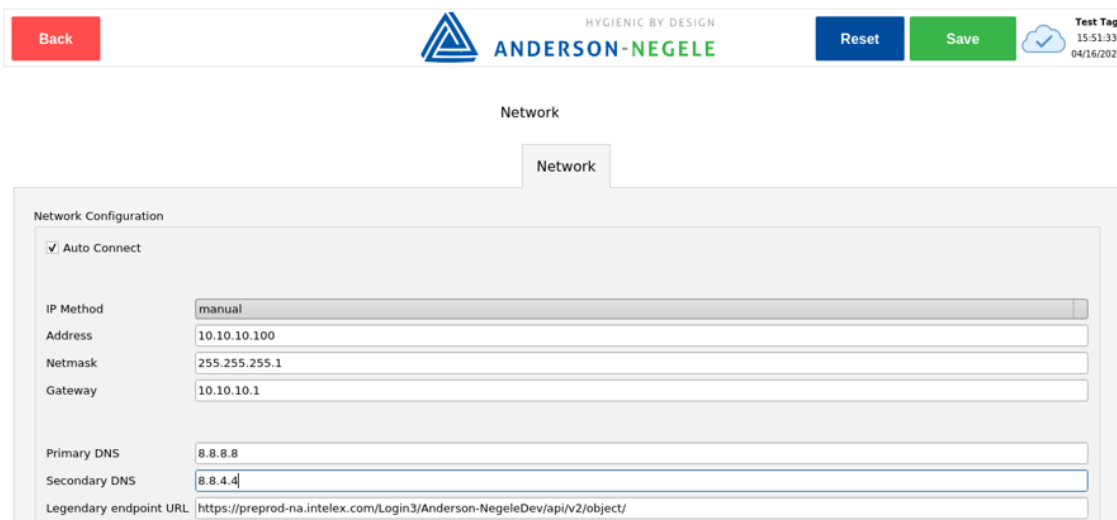 Back
HYGIENIC BY DESIGN
ANDERSON-NEGELE
Reset
Save
Test Tag
15:51:33
04/16/202
Network
Network
Network Configuration
Auto Connect
IP Method manual
Address 10.10.10.100
Netmask 255.255.255.1
Gateway 10.10.10.1
Primary DNS 8.8.8.8
Secondary DNS 8.8.4.4
Legendary endpoint URL https://preprod-na.intelex.com/Login3/Anderson-NegeleDev/api/v2/object/